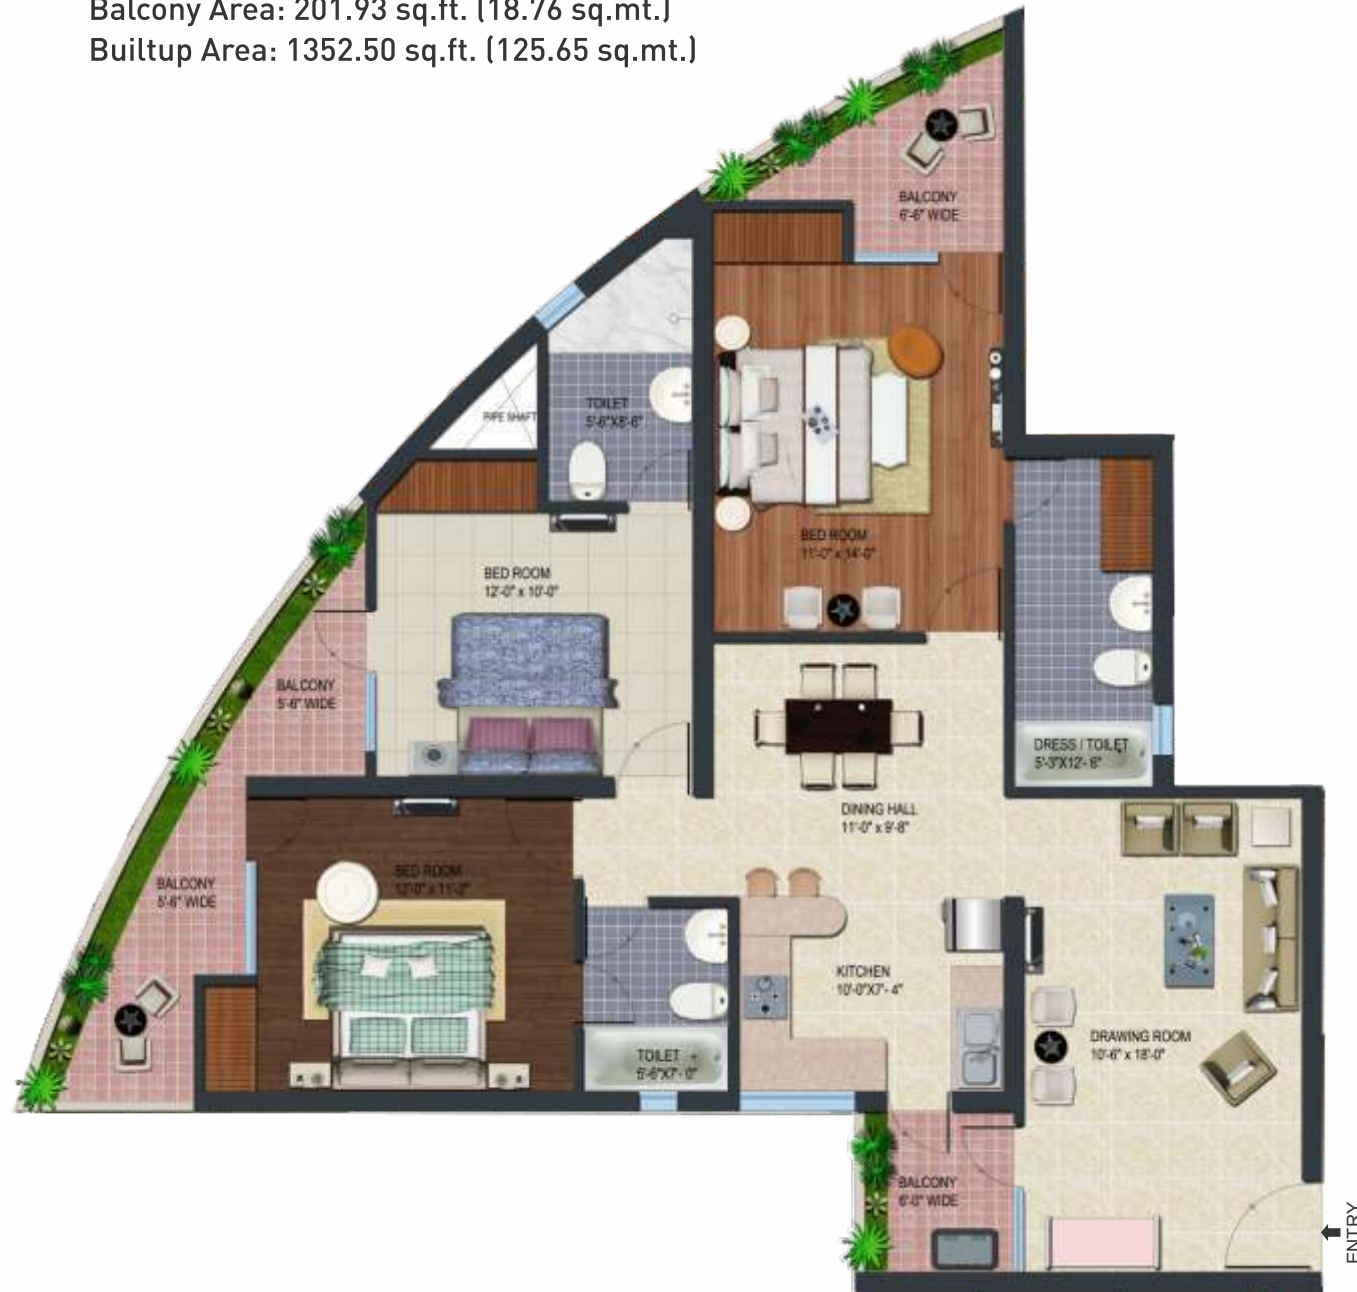 Balcony Area: 201.93 sq.ft. (18.76 sq.mt.)
Builtup Area: 1352.50 sq.ft. (125.65 sq.mt.)
BALCONY
6'-6" WIDE
TOILET
5'-6"X8'-6"
PIPE SHAFT
BED ROOM
11'-0" x 14'-0"
BED ROOM
12'-0" x 10'-0"
BALCONY
5'-6" WIDE
DRESS / TOILET
5'-3"X12'- 6"
DINING HALL
11'-0" x 9'-8"
BED ROOM
12'-0" x 11'-2"
BALCONY
5'-6" WIDE
KITCHEN
10'-0"X7'- 4"
DRAWING ROOM
10'-6" x 18'-0"
TOILET
5'-6"X7'- 0"
BALCONY
6'-0" WIDE
ENTRY